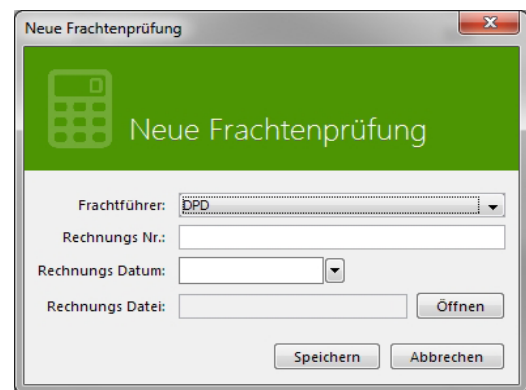 Neue Frachtenprüfung
Neue Frachtenprüfung
Frachtführer: DPD
Rechnungs Nr.:
Rechnungs Datum:
Rechnungs Datei: Öffnen
Speichern Abbrechen